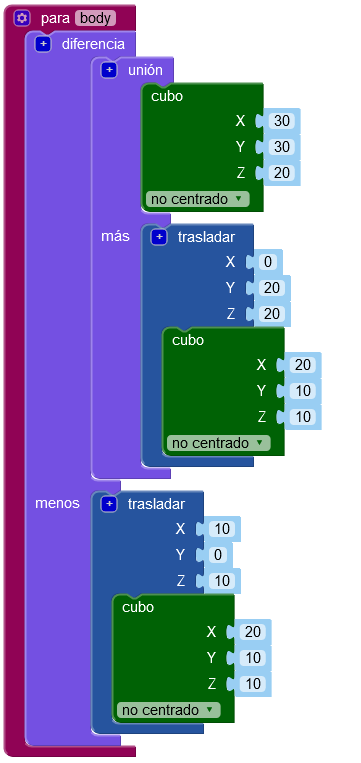 para body
diferencia
unión
cubo
X 30
Y 30
Z 20
no centrado
más trasladar
X 0
Y 20
Z 20
cubo
X 20
Y 10
Z 10
no centrado
menos trasladar
X 10
Y 0
Z 10
cubo
X 20
Y 10
Z 10
no centrado